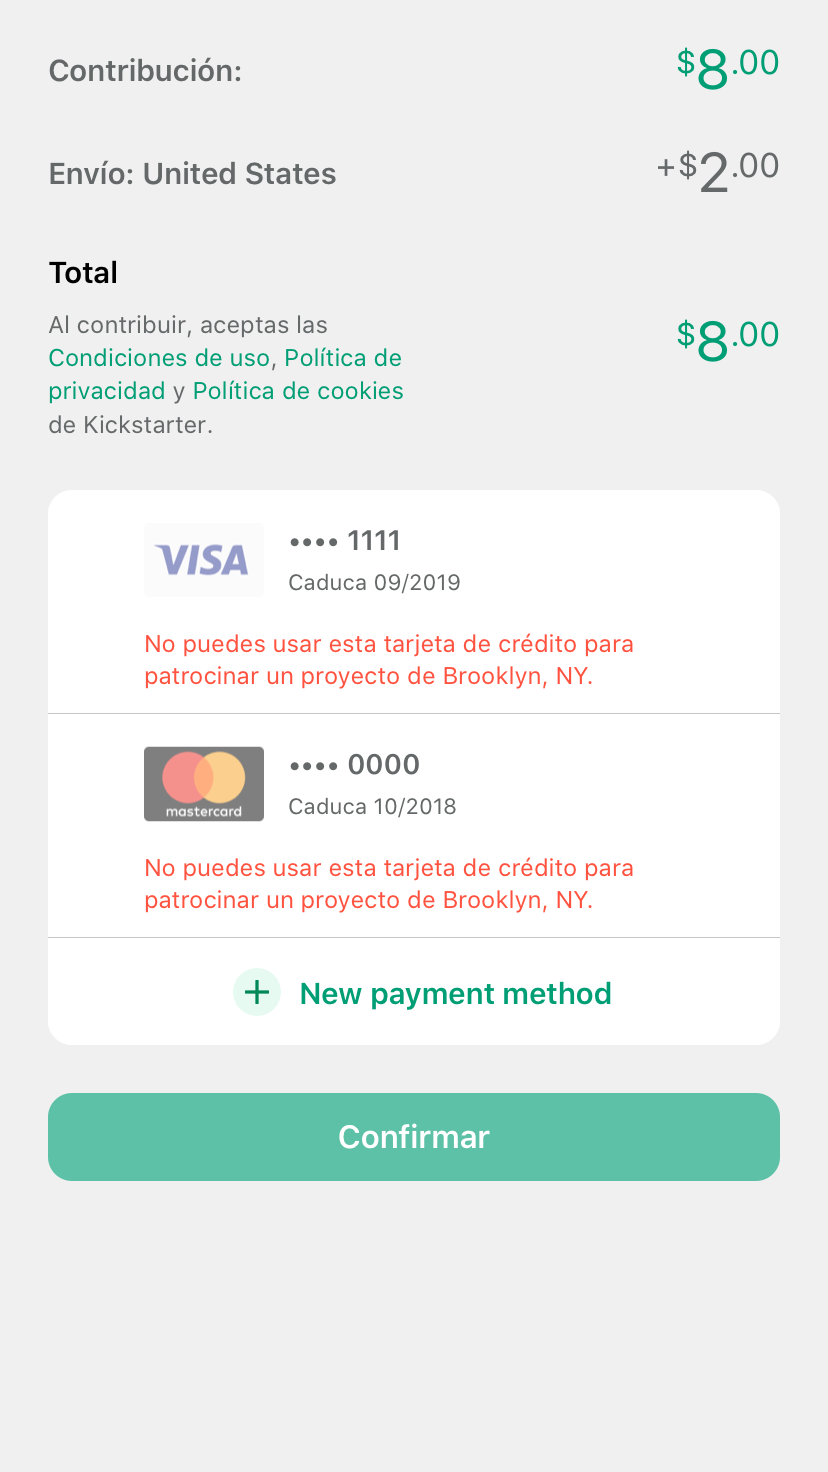 Contribución:
$8.00
Envío: United States
+$2.00
Total
Al contribuir, aceptas las
Condiciones de uso, Política de
privacidad y Política de cookies
de Kickstarter.
$8.00
VISA
•••• 1111
Caduca 09/2019
No puedes usar esta tarjeta de crédito para
patrocinar un proyecto de Brooklyn, NY.
mastercard
•••• 0000
Caduca 10/2018
No puedes usar esta tarjeta de crédito para
patrocinar un proyecto de Brooklyn, NY.
+ New payment method
Confirmar